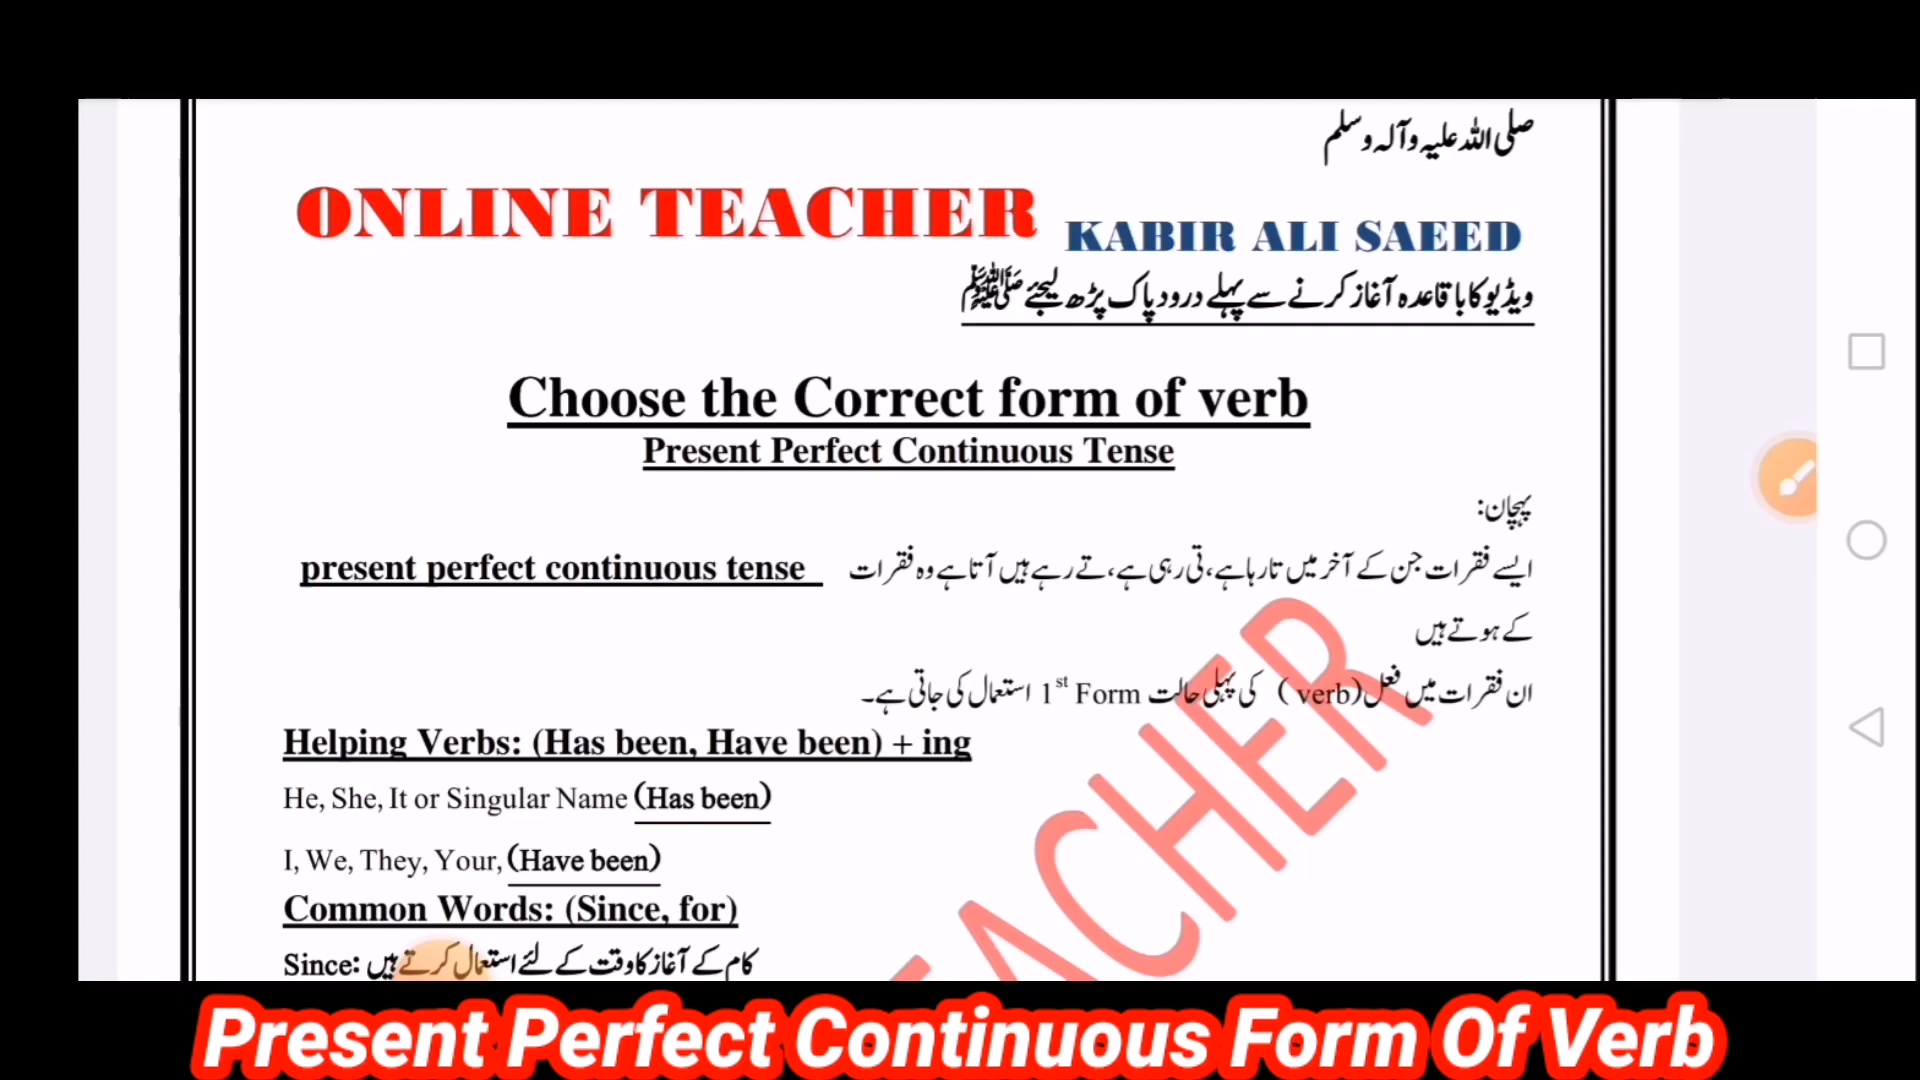 صلی اللہ علیہ وآلہ وسلم
ONLINE TEACHER KABIR ALI SAEED
ویڈیو کا باقاعدہ آغاز کرنے سے پہلے درود پاک پڑھ لیجئے ﷺ
Choose the Correct form of verb
Present Perfect Continuous Tense
پہچان:
ایسے فقرات جن کے آخر میں تا رہا ہے، تی رہی ہے، تے رہے ہیں آتا ہے وہ فقرات present perfect continuous tense
کے ہوتے ہیں
ان فقرات میں فعل (verb) کی پہلی حالت 1st Form استعمال کی جاتی ہے۔
Helping Verbs: (Has been, Have been) + ing
He, She, It or Singular Name (Has been)
I, We, They, Your, (Have been)
Common Words: (Since, for)
Since: کام کے آغاز کا وقت کے لئے استعمال کرتے ہیں
TEACHER
Present Perfect Continuous Form Of Verb